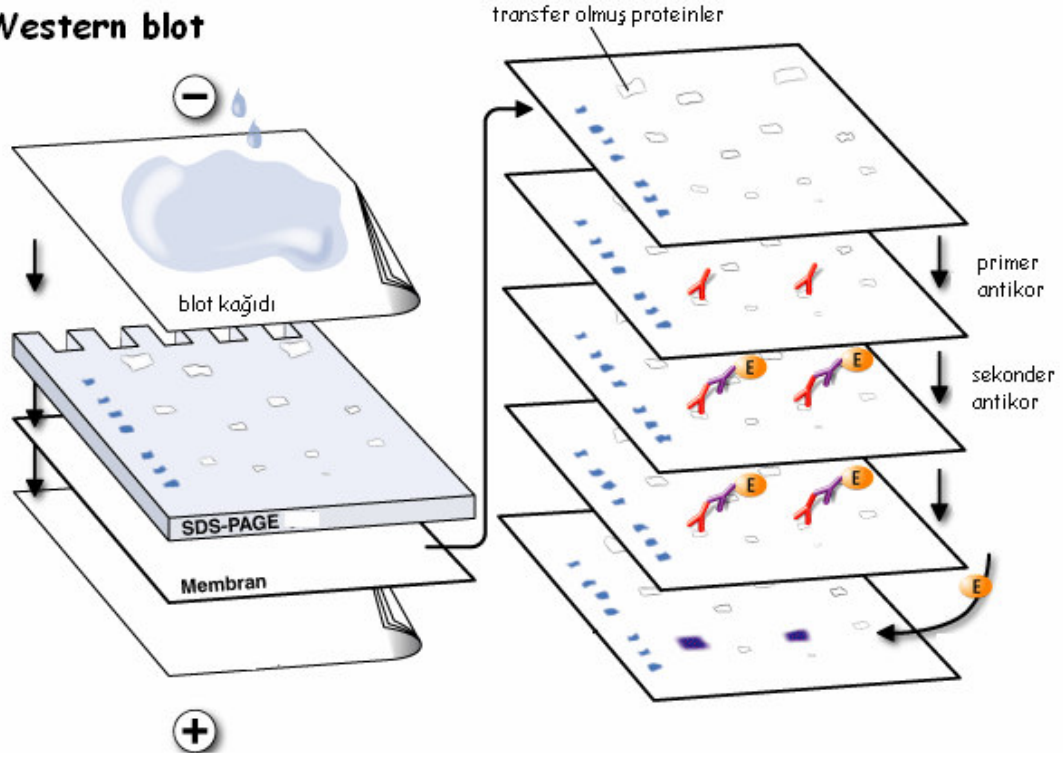 Western blot
−
blot kağıdı
SDS-PAGE
Membran
+
transfer olmuş proteinler
primer
antikor
sekonder
antikor
E
E
E
E
E